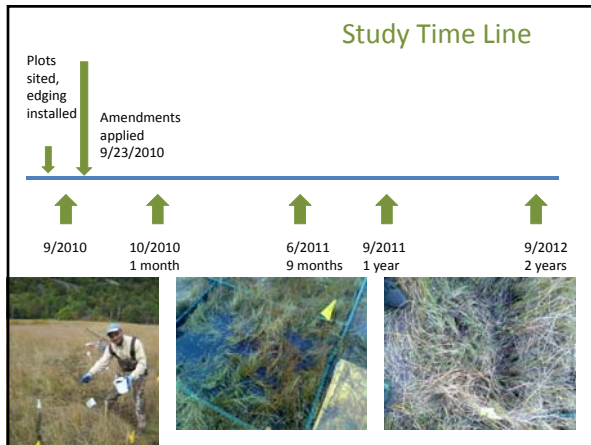 Study Time Line
Plots
sited,
edging
installed
Amendments
applied
9/23/2010
9/2010
10/2010
1 month
6/2011
9 months
9/2011
1 year
9/2012
2 years